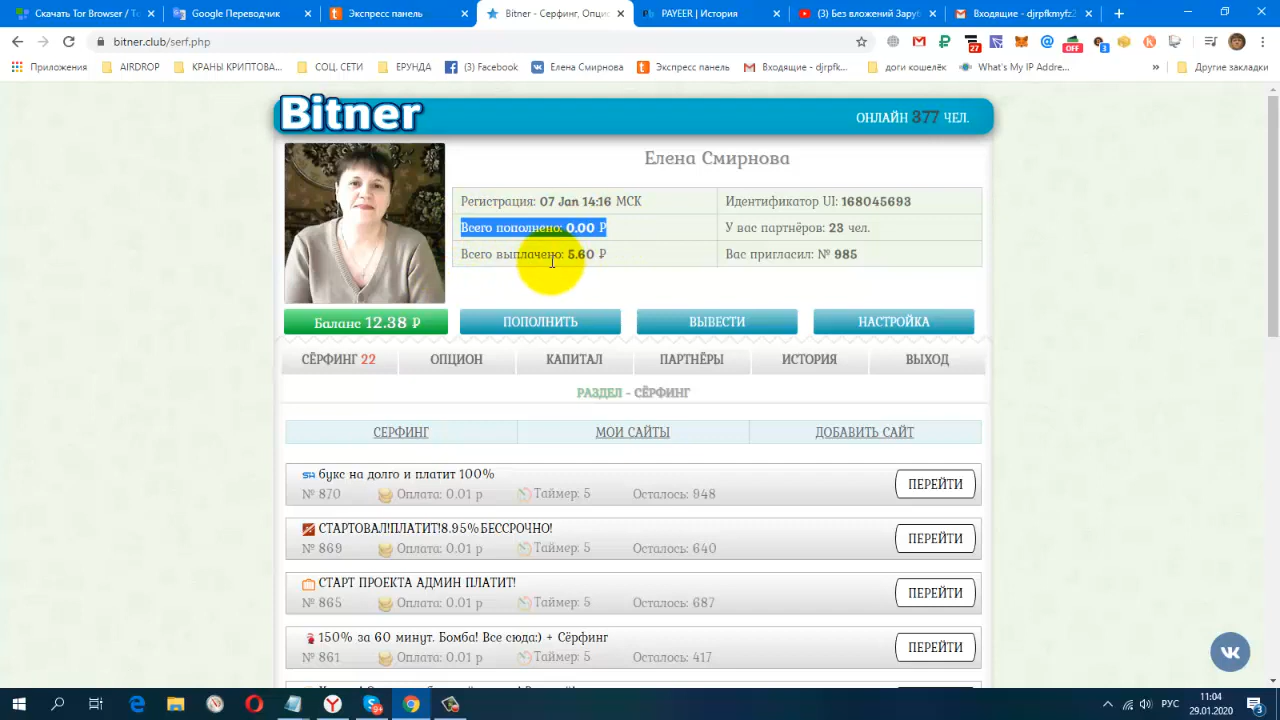 Скачать Tor Browser / To
Google Переводчик
Экспресс панель
Bitner - Серфинг, Опци
PAYEER | История
(3) Без вложений Зару
Входящие - djrpfkmyfz2
bitner.club/serf.php
27
OFF
3
Приложения
AIRDROP
КРАНЫ КРИПТОВА...
СОЦ. СЕТИ
ЕРУНДА
(3) Facebook
Елена Смирнова
Экспресс панель
Входящие - djrpfk...
доги кошелёк
What's My IP Addre...
»
Другие закладки
Bitner
ОНЛАЙН 377 ЧЕЛ.
Елена Смирнова
Регистрация: 07 Jan 14:16 МСК
Идентификатор UI: 168045693
Всего пополнено: 0.00 ₽
У вас партнёров: 23 чел.
Всего выплачено: 5.60 ₽
Вас пригласил: № 985
Баланс 12.38 ₽
ПОПОЛНИТЬ
ВЫВЕСТИ
НАСТРОЙКА
СЁРФИНГ 22
ОПЦИОН
КАПИТАЛ
ПАРТНЁРЫ
ИСТОРИЯ
ВЫХОД
РАЗДЕЛ - СЁРФИНГ
СЕРФИНГ
МОИ САЙТЫ
ДОБАВИТЬ САЙТ
букс на долго и платит 100%
№ 870 Оплата: 0.01 р Таймер: 5 Осталось: 948
ПЕРЕЙТИ
СТАРТОВАЛ!ПЛАТИТ!8.95%БЕССРОЧНО!
№ 869 Оплата: 0.01 р Таймер: 5 Осталось: 640
ПЕРЕЙТИ
СТАРТ ПРОЕКТА АДМИН ПЛАТИТ!
№ 865 Оплата: 0.01 р Таймер: 5 Осталось: 687
ПЕРЕЙТИ
150% за 60 минут. Бомба! Все сюда:) + Сёрфинг
№ 861 Оплата: 0.01 р Таймер: 5 Осталось: 417
ПЕРЕЙТИ
РУС
11:04
29.01.2020
3